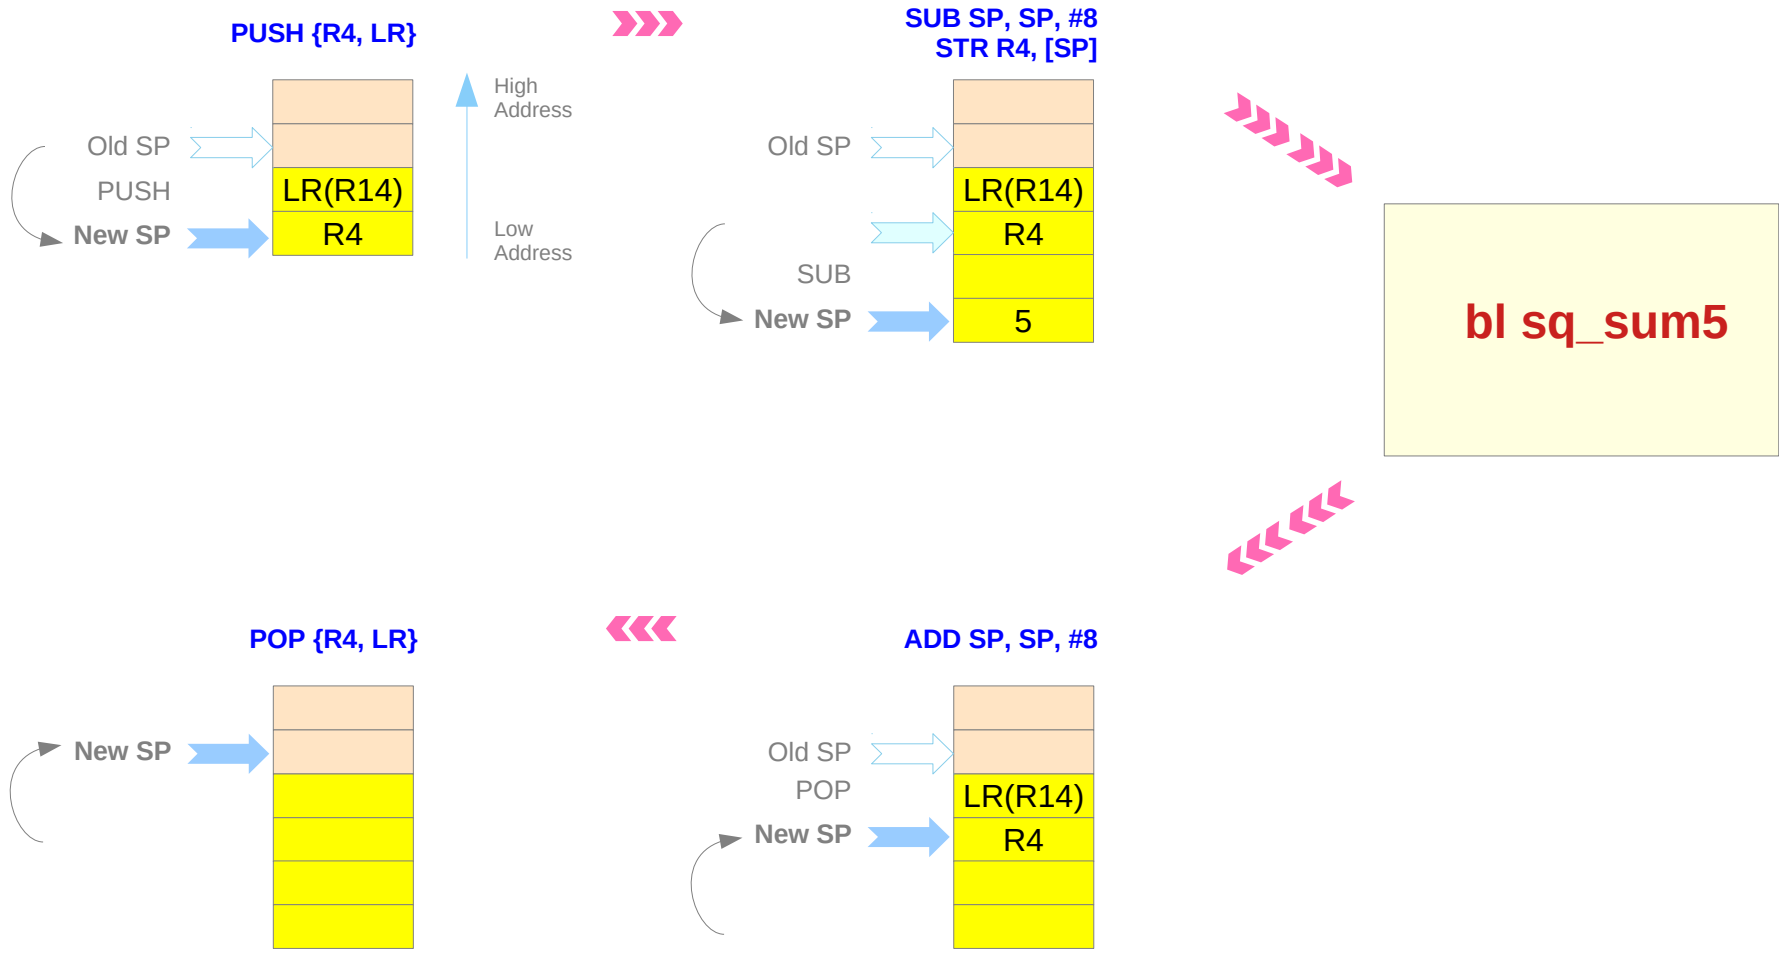 PUSH {R4, LR}
High
Address
Old SP
PUSH
LR(R14)
New SP
R4
Low
Address
SUB SP, SP, #8
STR R4, [SP]
Old SP
LR(R14)
R4
SUB
New SP
5
bl sq_sum5
POP {R4, LR}
New SP
ADD SP, SP, #8
Old SP
POP
LR(R14)
New SP
R4